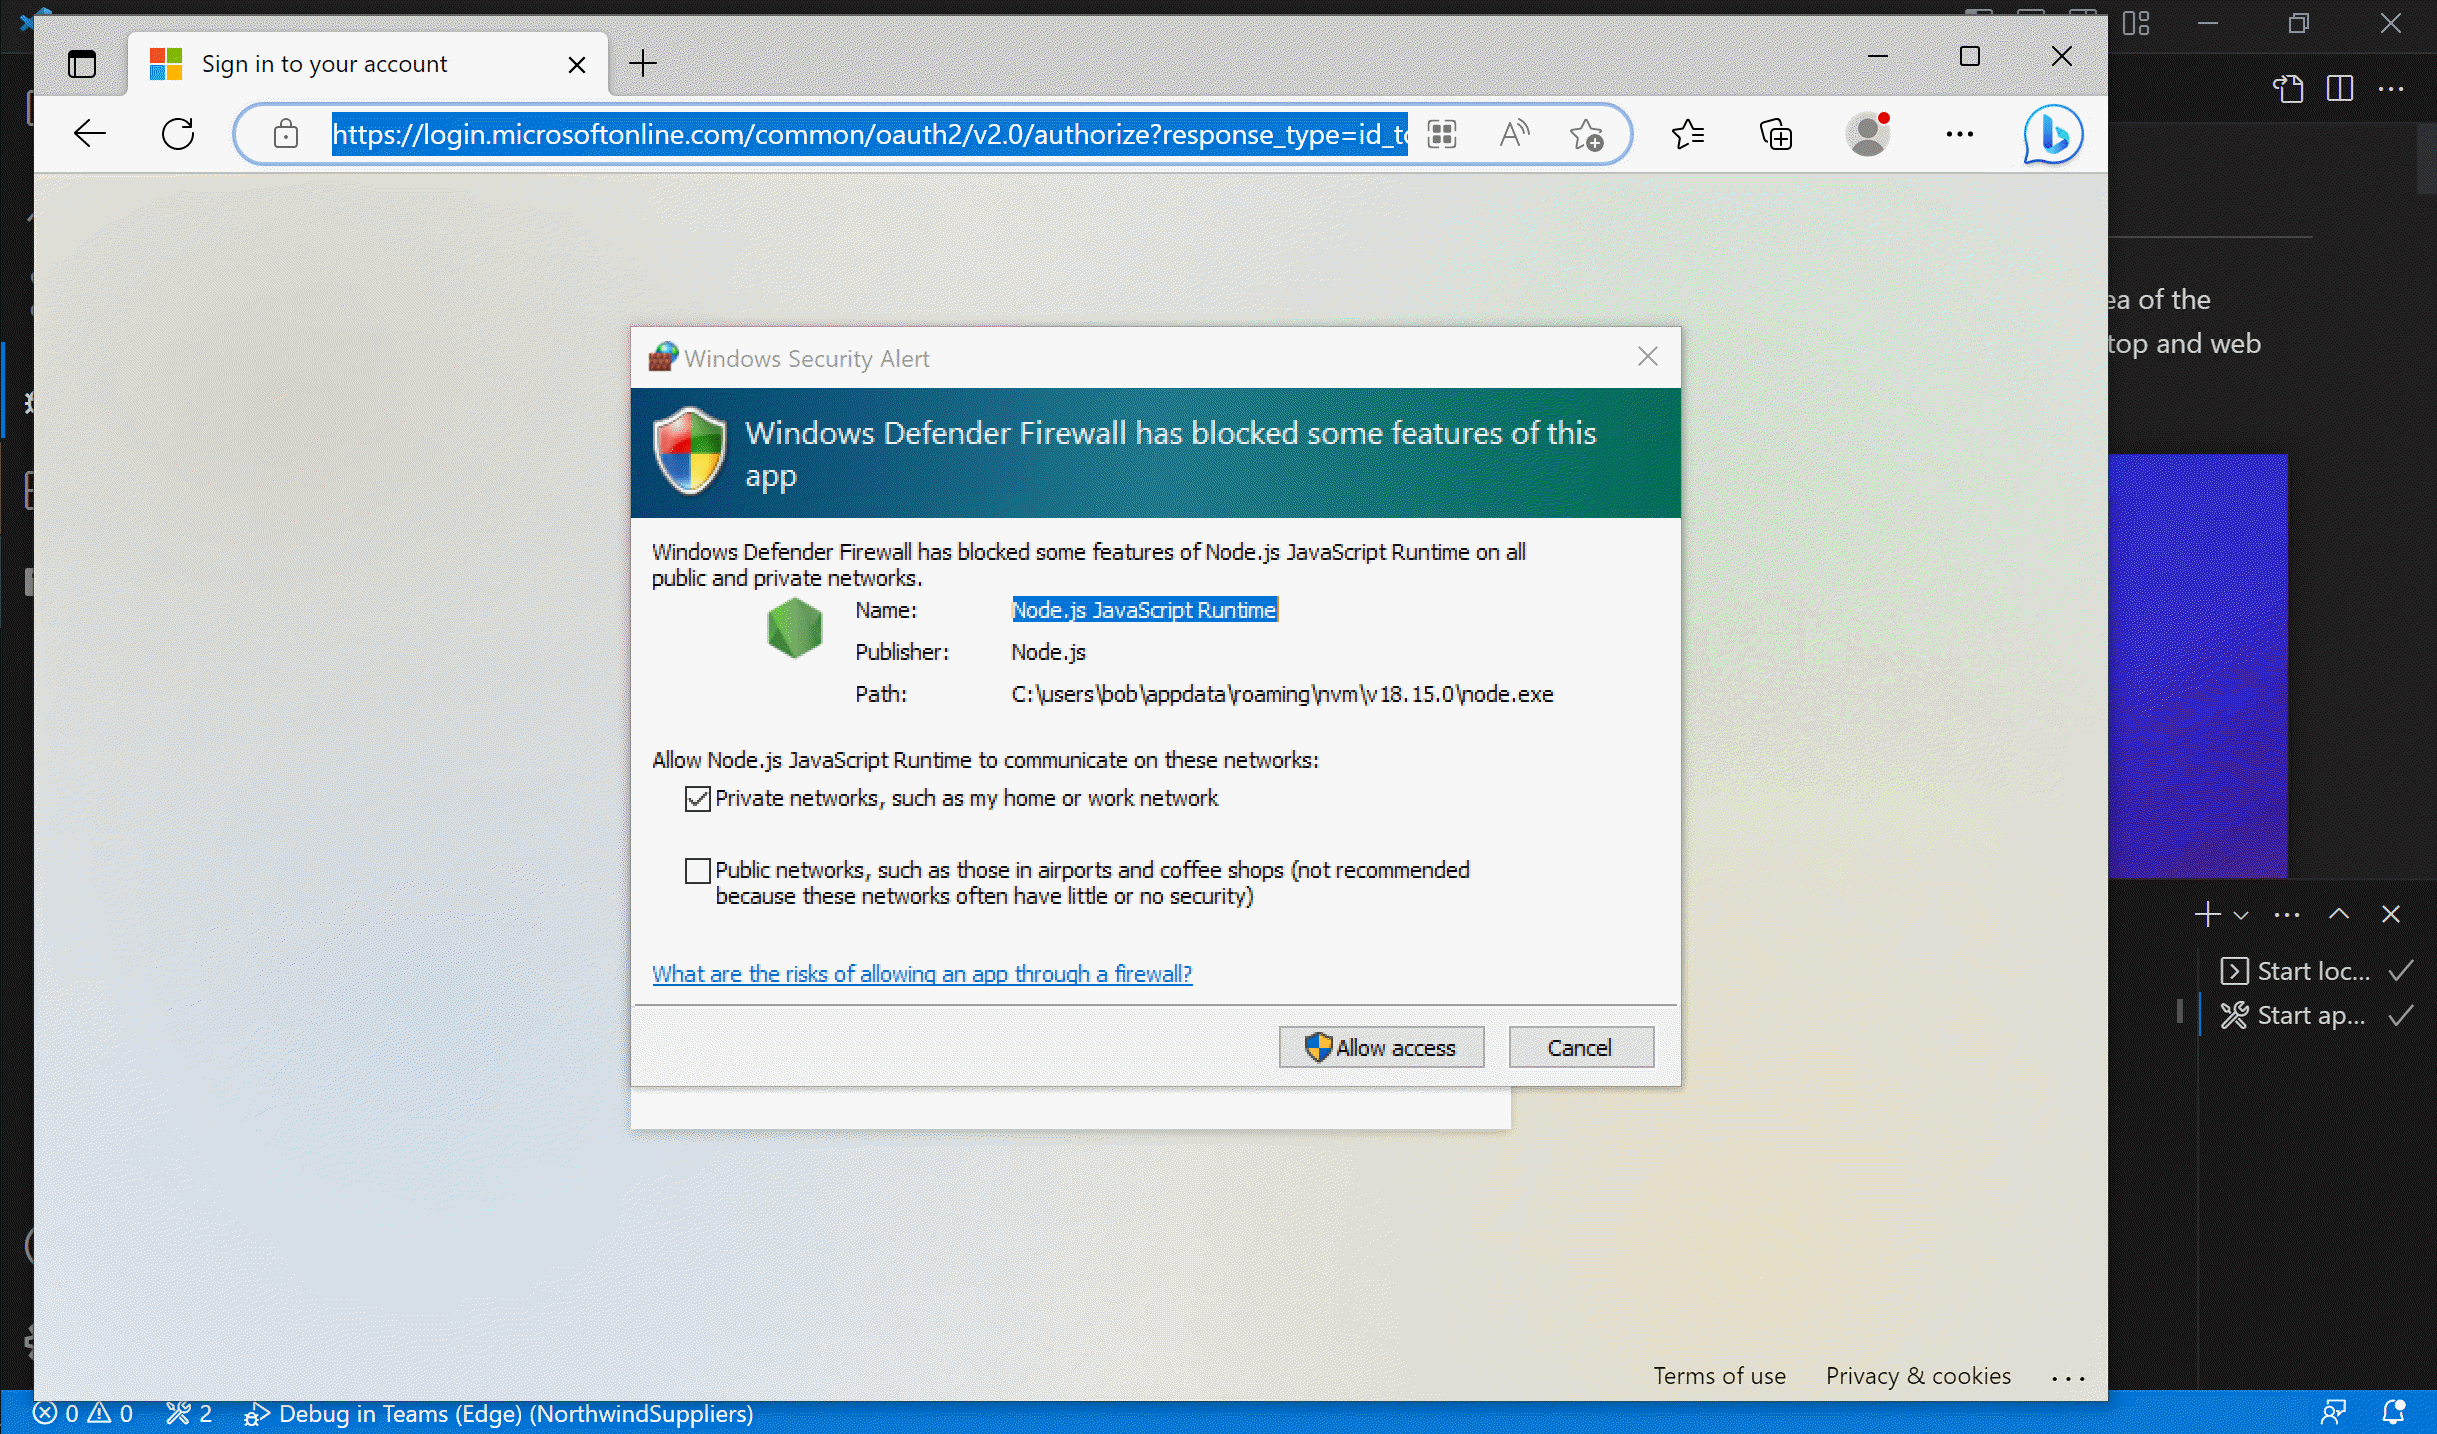 Sign in to your account
https://login.microsoftonline.com/common/oauth2/v2.0/authorize?response_type=id_to
ea of the
top and web
Windows Security Alert
Windows Defender Firewall has blocked some features of this
app
Windows Defender Firewall has blocked some features of Node.js JavaScript Runtime on all
public and private networks.
Name: Node.js JavaScript Runtime
Publisher: Node.js
Path: C:\users\bob\appdata\roaming\nvm\v18.15.0\node.exe
Allow Node.js JavaScript Runtime to communicate on these networks:
Private networks, such as my home or work network
Public networks, such as those in airports and coffee shops (not recommended
because these networks often have little or no security)
What are the risks of allowing an app through a firewall?
Allow access Cancel
Start loc...
Start ap...
Terms of use Privacy & cookies ...
0 0 2 Debug in Teams (Edge) (NorthwindSuppliers)